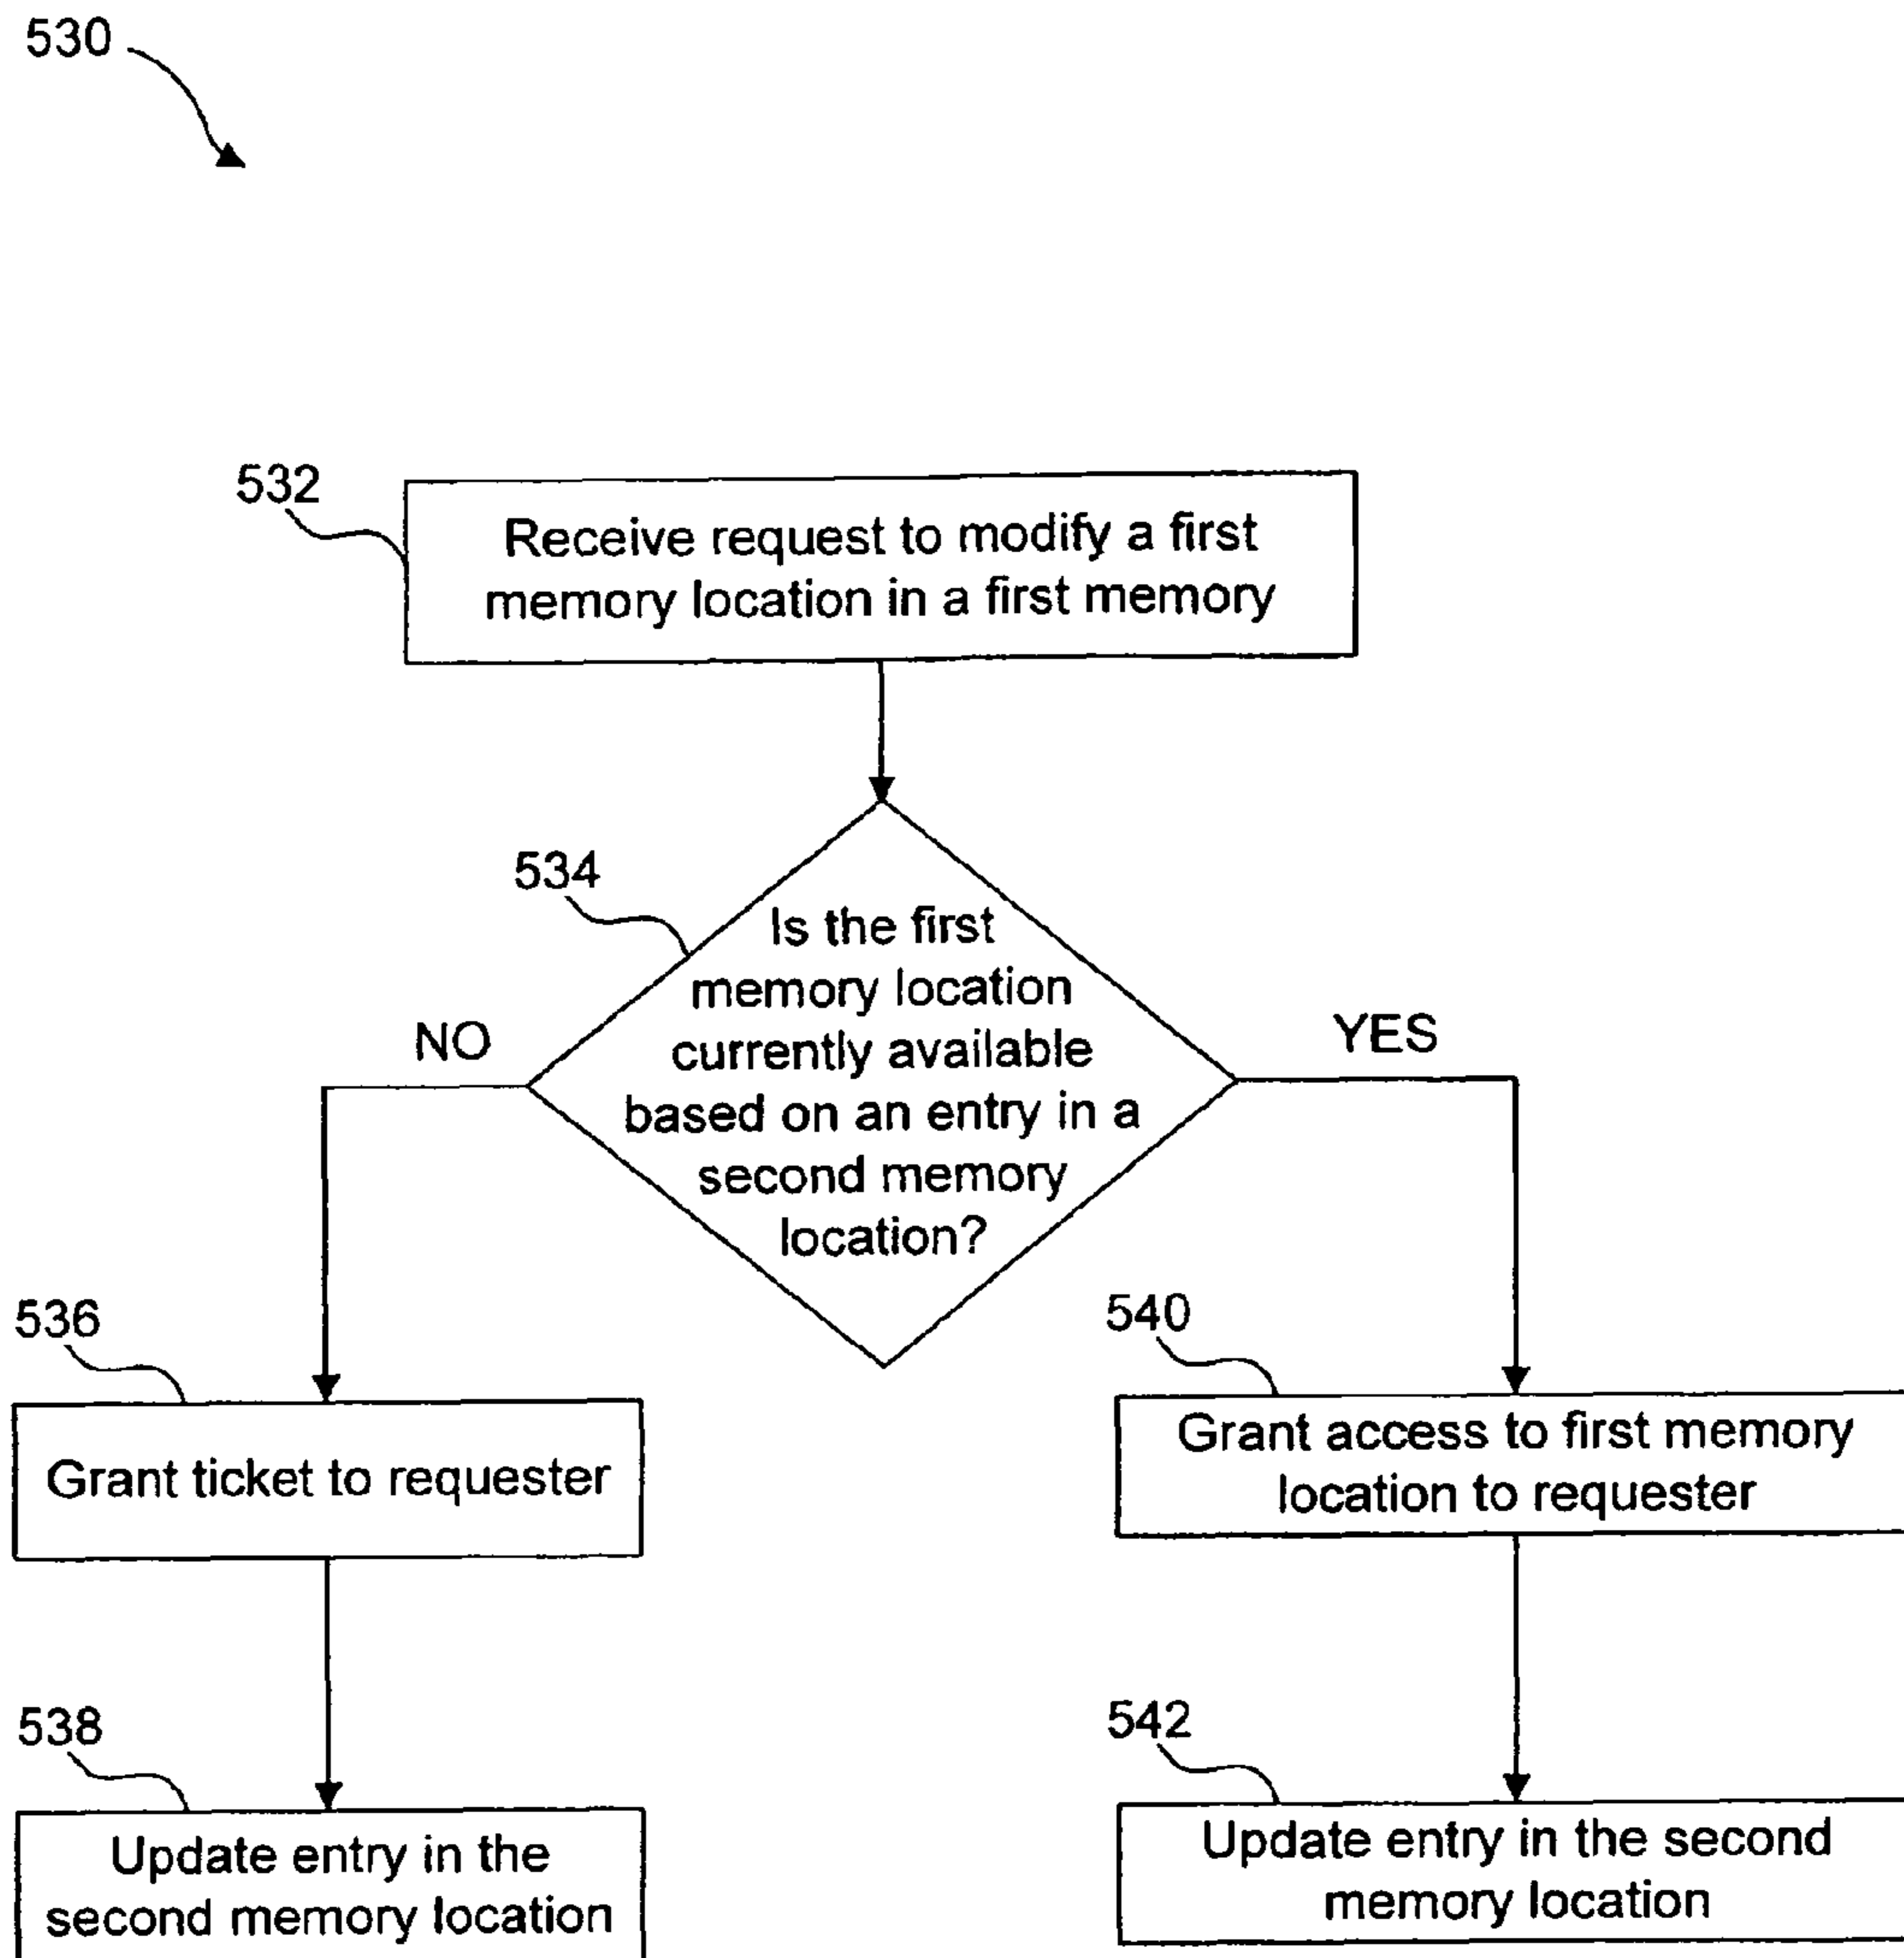 530
532
Receive request to modify a first
memory location in a first memory
534
Is the first
memory location
currently available
based on an entry in a
second memory
location?
NO
YES
536
Grant ticket to requester
540
Grant access to first memory
location to requester
538
Update entry in the
second memory location
542
Update entry in the second
memory location